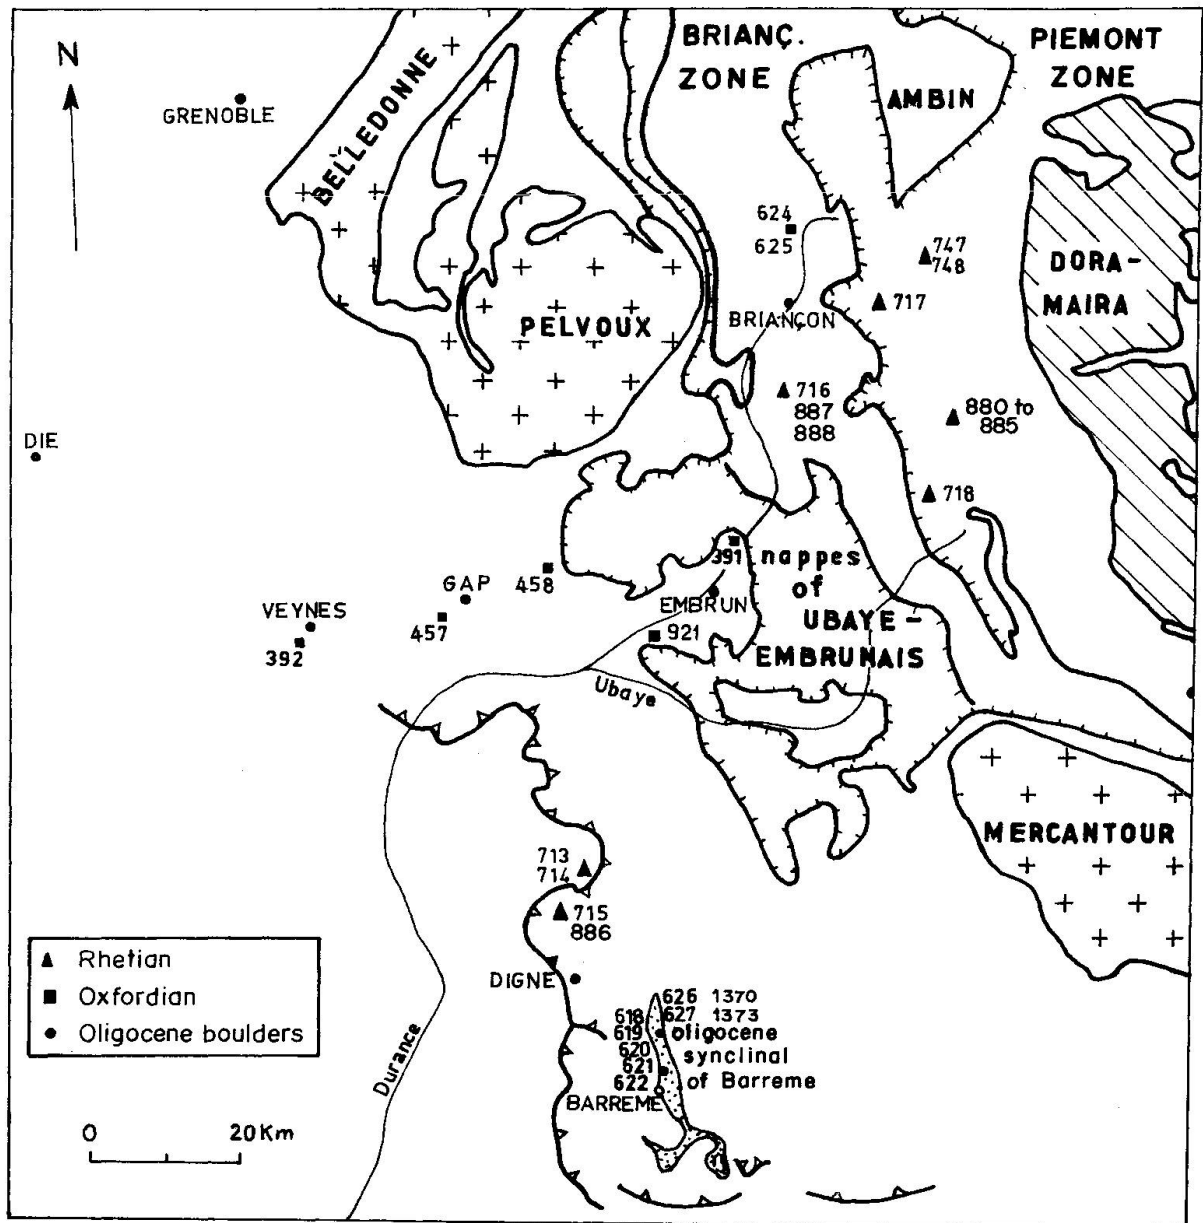 N
GRENOBLE
BELLEDONNE
BRIANÇ.
ZONE
PIEMONT
ZONE
AMBIN
624
625
747
748
717
DORA-
MAIRA
BRIANÇON
PELVOUX
716
887
888
880 to
885
DIE
718
391
nappes
of
UBAYE-
EMBRUNAIS
458
GAP
EMBRUN
VEYNES
457
921
392
Ubaye
MERCANTOUR
713
714
715
886
Rhetian
Oxfordian
Oligocene boulders
DIGNE
Durance
626 1370
618 627 1373
619 oligocene
620 synclinal
621 of Barreme
622
BARREME
0 20 Km